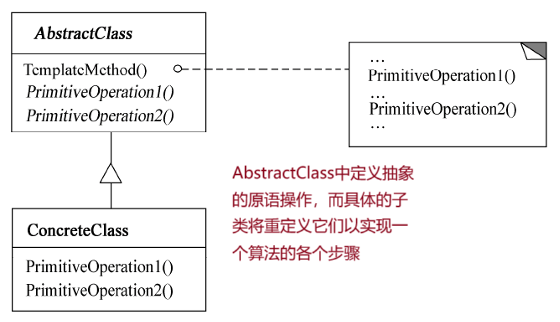 AbstractClass
TemplateMethod()
PrimitiveOperation1()
PrimitiveOperation2()
...
PrimitiveOperation1()
...
PrimitiveOperation2()
...
AbstractClass中定义抽象
的原语操作，而具体的子
类将重定义它们以实现一
个算法的各个步骤
ConcreteClass
PrimitiveOperation1()
PrimitiveOperation2()